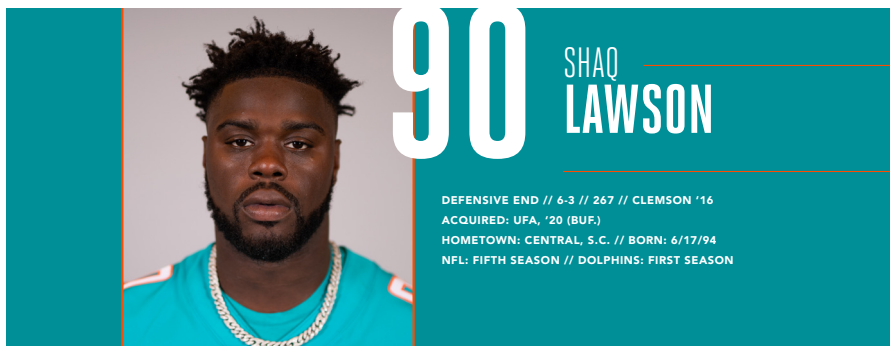 90
SHAQ
LAWSON
DEFENSIVE END // 6-3 // 267 // CLEMSON ‘16
ACQUIRED: UFA, ‘20 (BUF.)
HOMETOWN: CENTRAL, S.C. // BORN: 6/17/94
NFL: FIFTH SEASON // DOLPHINS: FIRST SEASON